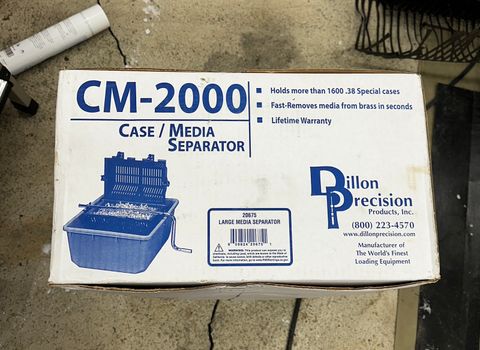 CM-2000
CASE / MEDIA
SEPARATOR
Holds more than 1600 .38 Special cases
Fast-Removes media from brass in seconds
Lifetime Warranty
20675
LARGE MEDIA SEPARATOR
WARNING:
Dillon
Precision
Products, Inc.
(800) 223-4570
www.dillonprecision.com
Manufacturer of
The World's Finest
Loading Equipment